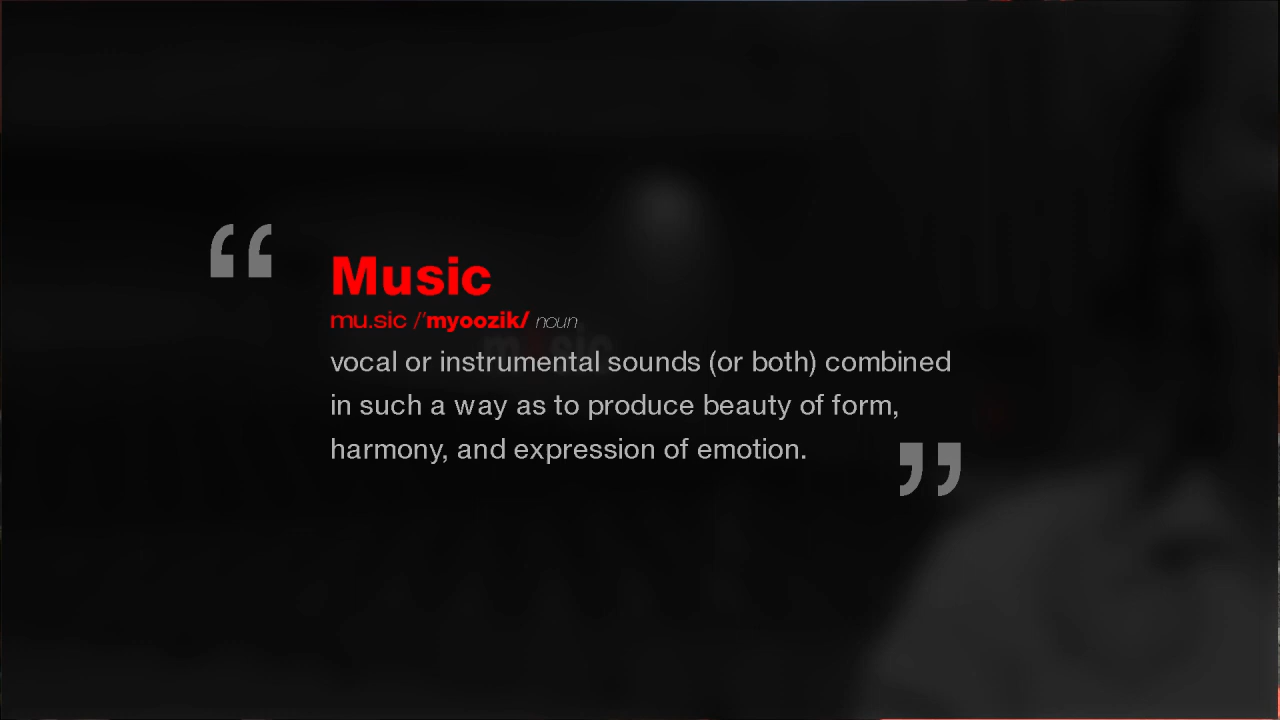 “
Music
mu.sic /'myoozik/ noun
vocal or instrumental sounds (or both) combined
in such a way as to produce beauty of form,
harmony, and expression of emotion.
”